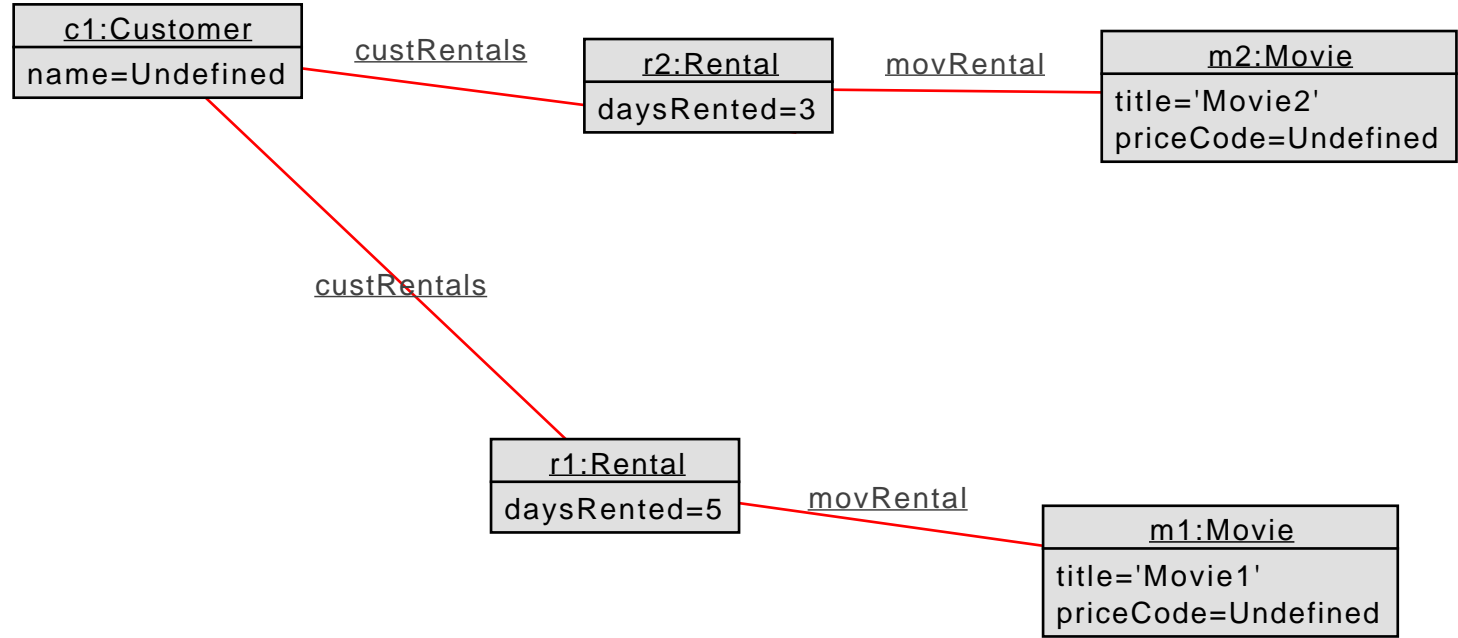 c1:Customer
name=Undefined
custRentals
r2:Rental
daysRented=3
movRental
m2:Movie
title='Movie2'
priceCode=Undefined
custRentals
r1:Rental
daysRented=5
movRental
m1:Movie
title='Movie1'
priceCode=Undefined